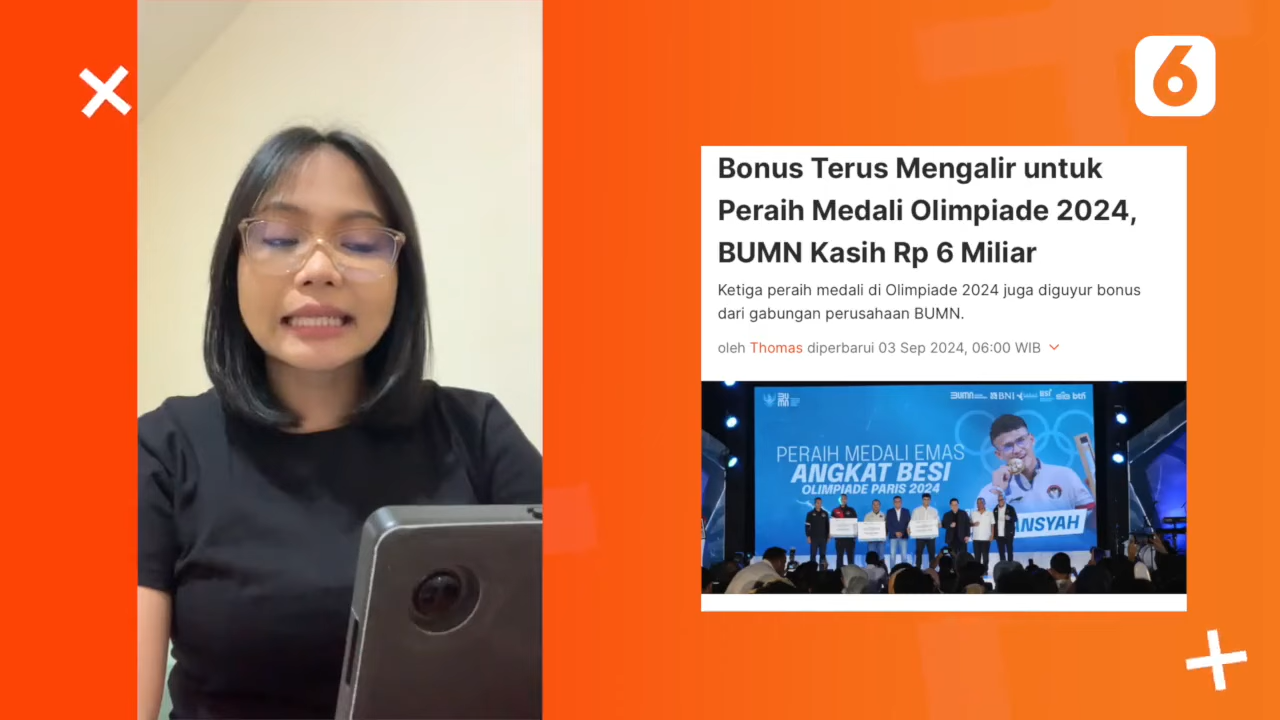 6
Bonus Terus Mengalir untuk
Peraih Medali Olimpiade 2024,
BUMN Kasih Rp 6 Miliar
Ketiga peraih medali di Olimpiade 2024 juga diguyur bonus
dari gabungan perusahaan BUMN.
oleh Thomas diperbarui 03 Sep 2024, 06:00 WIB
BUMN BNI BSI btn
PERAIH MEDALI EMAS
ANGKAT BESI
OLIMPIADE PARIS 2024
ANSYAH